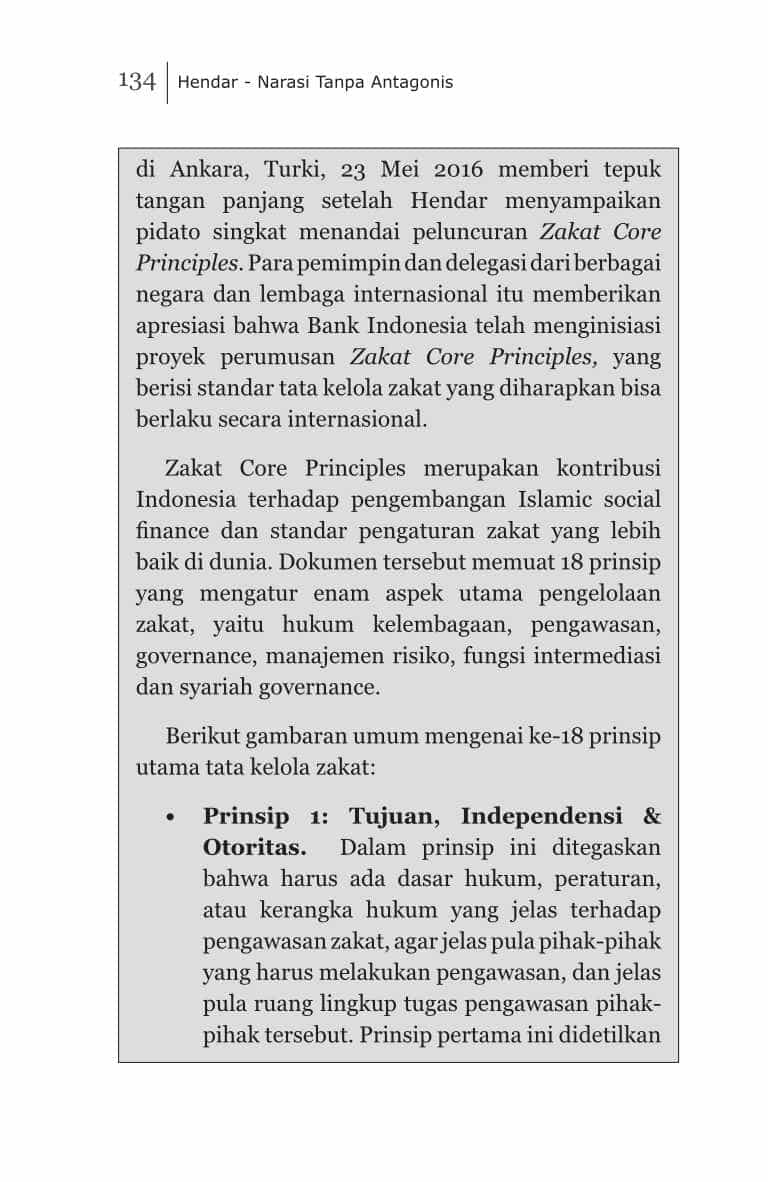 134 Hendar - Narasi Tanpa Antagonis
di Ankara, Turki, 23 Mei 2016 memberi tepuk
tangan panjang setelah Hendar menyampaikan
pidato singkat menandai peluncuran Zakat Core
Principles. Para pemimpin dan delegasi dari berbagai
negara dan lembaga internasional itu memberikan
apresiasi bahwa Bank Indonesia telah menginisiasi
proyek perumusan Zakat Core Principles, yang
berisi standar tata kelola zakat yang diharapkan bisa
berlaku secara internasional.
Zakat Core Principles merupakan kontribusi
Indonesia terhadap pengembangan Islamic social
finance dan standar pengaturan zakat yang lebih
baik di dunia. Dokumen tersebut memuat 18 prinsip
yang mengatur enam aspek utama pengelolaan
zakat, yaitu hukum kelembagaan, pengawasan,
governance, manajemen risiko, fungsi intermediasi
dan syariah governance.
Berikut gambaran umum mengenai ke-18 prinsip
utama tata kelola zakat:
• Prinsip 1: Tujuan, Independensi &
Otoritas. Dalam prinsip ini ditegaskan
bahwa harus ada dasar hukum, peraturan,
atau kerangka hukum yang jelas terhadap
pengawasan zakat, agar jelas pula pihak-pihak
yang harus melakukan pengawasan, dan jelas
pula ruang lingkup tugas pengawasan pihak-
pihak tersebut. Prinsip pertama ini didetilkan